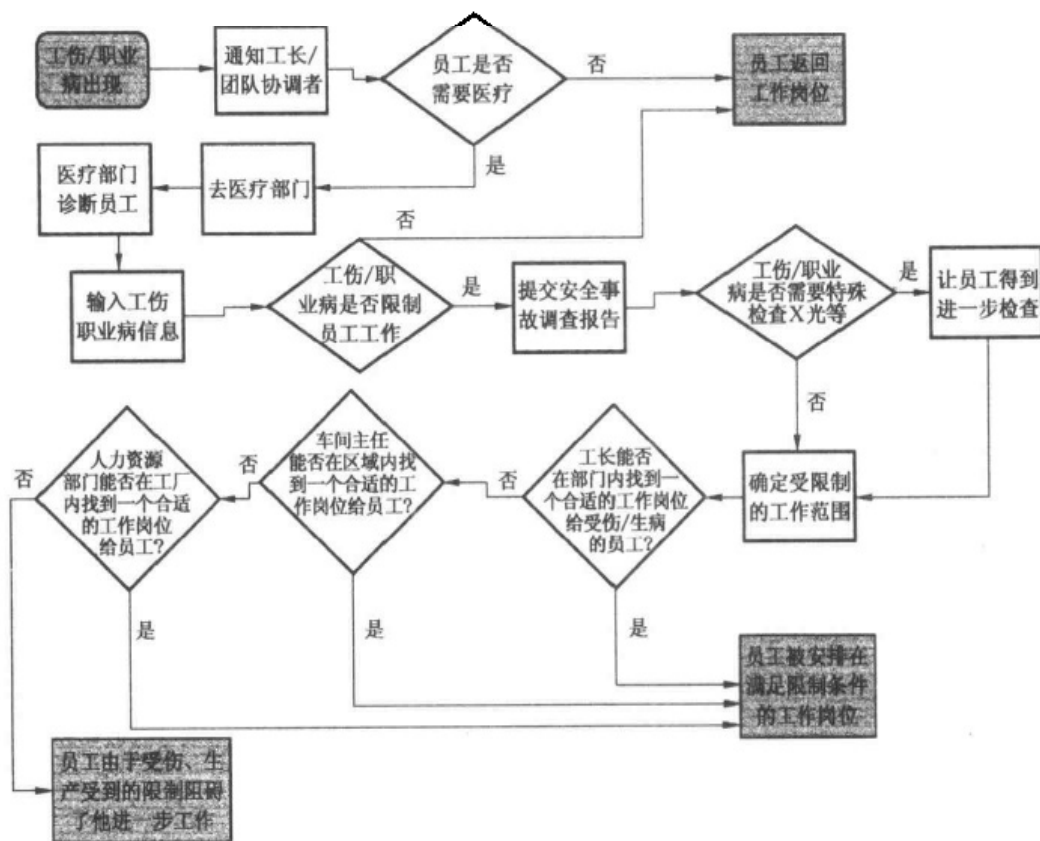 工伤/职业
病出现
通知工长/
团队协调者
员工是否
需要医疗
否
员工返回
工作岗位
是
医疗部门
诊断员工
去医疗部门
否
输入工伤
职业病信息
工伤/职
业病是否限制
员工工作
是
提交安全事
故调查报告
工伤/职业
病是否需要特殊
检查X光等
是
让员工得到
进一步检查
否
确定受限制
的工作范围
工长能否
在部门内找到一
个合适的工作岗位
给受伤/生病
的员工?
否
车间主任
能否在区域内找
到一个合适的工
作岗位给员工?
否
人力资源
部门能否在工厂
内找到一个合适
的工作岗位
给员工?
否
是
是
是
员工被安排在
满足限制条件
的工作岗位
员工由于受伤、生
产受到的限制阻碍
了他进一步工作